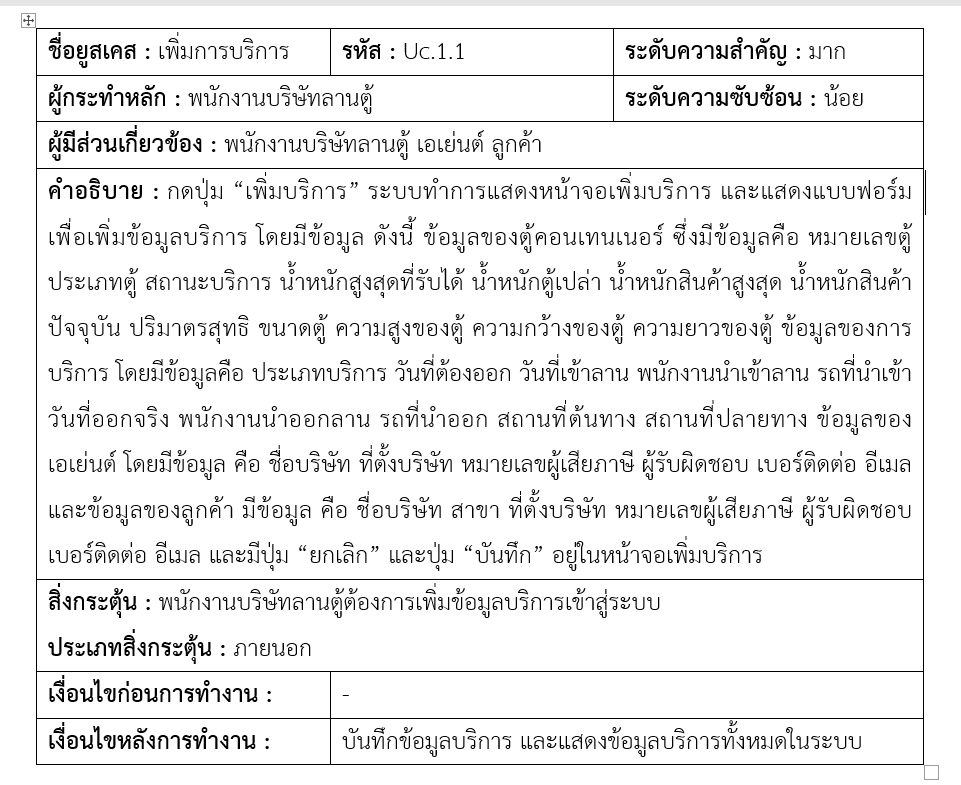 ชื่อยูสเคส : เพิ่มการบริการ รหัส : Uc.1.1 ระดับความสำคัญ : มาก
ผู้กระทำหลัก : พนักงานบริษัทลานตู้ ระดับความซับซ้อน : น้อย
ผู้มีส่วนเกี่ยวข้อง : พนักงานบริษัทลานตู้ เอเย่นต์ ลูกค้า
คำอธิบาย : กดปุ่ม “เพิ่มบริการ” ระบบทำการแสดงหน้าจอเพิ่มบริการ และแสดงแบบฟอร์ม
เพื่อเพิ่มข้อมูลบริการ โดยมีข้อมูล ดังนี้ ข้อมูลของตู้คอนเทนเนอร์ ซึ่งมีข้อมูลคือ หมายเลขตู้
ประเภทตู้ สถานะบริการ น้ำหนักสูงสุดที่รับได้ น้ำหนักตู้เปล่า น้ำหนักสินค้าสูงสุด น้ำหนักสินค้า
ปัจจุบัน ปริมาตรสุทธิ ขนาดตู้ ความสูงของตู้ ความกว้างของตู้ ความยาวของตู้ ข้อมูลของการ
บริการ โดยมีข้อมูลคือ ประเภทบริการ วันที่ต้องออก วันที่เข้าลาน พนักงานนำเข้าลาน รถที่นำเข้า
วันที่ออกจริง พนักงานนำออกลาน รถที่นำออก สถานที่ต้นทาง สถานที่ปลายทาง ข้อมูลของ
เอเย่นต์ โดยมีข้อมูล คือ ชื่อบริษัท ที่ตั้งบริษัท หมายเลขผู้เสียภาษี ผู้รับผิดชอบ เบอร์ติดต่อ อีเมล
และข้อมูลของลูกค้า มีข้อมูล คือ ชื่อบริษัท สาขา ที่ตั้งบริษัท หมายเลขผู้เสียภาษี ผู้รับผิดชอบ
เบอร์ติดต่อ อีเมล และมีปุ่ม “ยกเลิก” และปุ่ม “บันทึก” อยู่ในหน้าจอเพิ่มบริการ
สิ่งกระตุ้น : พนักงานบริษัทลานตู้ต้องการเพิ่มข้อมูลบริการเข้าสู่ระบบ
ประเภทสิ่งกระตุ้น : ภายนอก
เงื่อนไขก่อนการทำงาน : -
เงื่อนไขหลังการทำงาน : บันทึกข้อมูลบริการ และแสดงข้อมูลบริการทั้งหมดในระบบ